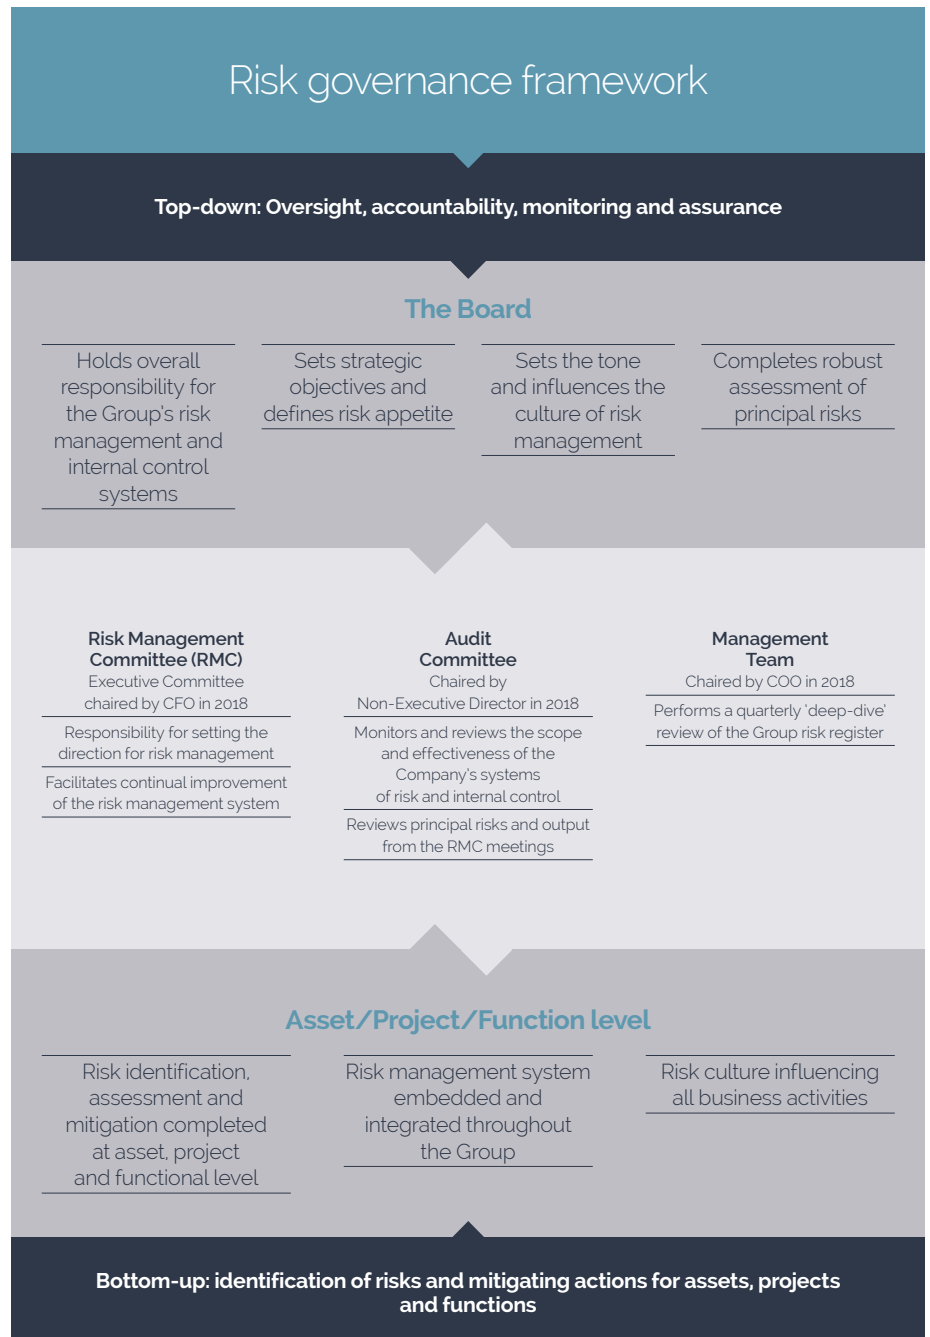 Risk governance framework
Top-down: Oversight, accountability, monitoring and assurance
The Board
Holds overall
responsibility for
the Group's risk
management and
internal control
systems
Sets strategic
objectives and
defines risk appetite
Sets the tone
and influences the
culture of risk
management
Completes robust
assessment of
principal risks
Risk Management
Committee (RMC)
Executive Committee
chaired by CFO in 2018
Responsibility for setting the
direction for risk management
Facilitates continual improvement
of the risk management system
Audit
Committee
Chaired by
Non-Executive Director in 2018
Monitors and reviews the scope
and effectiveness of the
Company's systems
of risk and internal control
Reviews principal risks and output
from the RMC meetings
Management
Team
Chaired by COO in 2018
Performs a quarterly 'deep-dive'
review of the Group risk register
Asset/Project/Function level
Risk identification,
assessment and
mitigation completed
at asset, project
and functional level
Risk management system
embedded and
integrated throughout
the Group
Risk culture influencing
all business activities
Bottom-up: identification of risks and mitigating actions for assets, projects
and functions